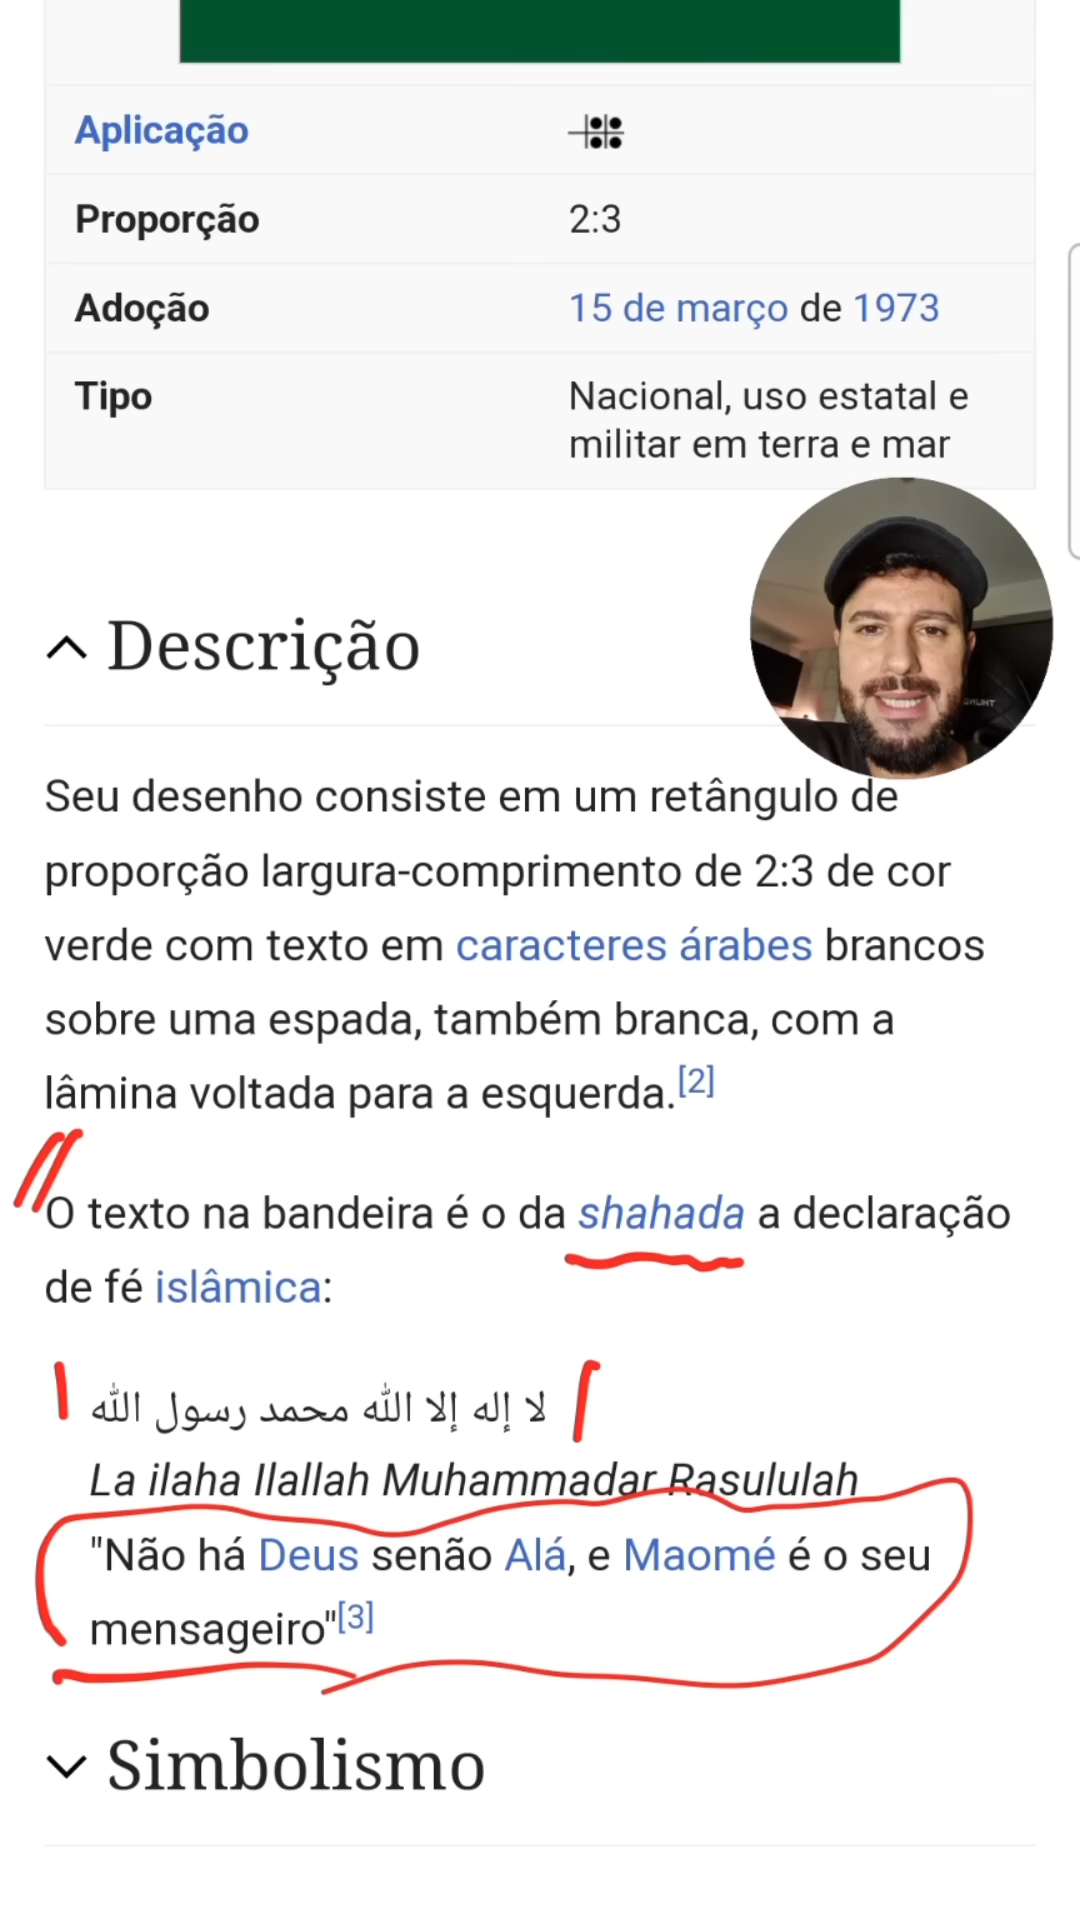 Aplicação
Proporção 2:3
Adoção 15 de março de 1973
Tipo Nacional, uso estatal e
militar em terra e mar
Descrição
Seu desenho consiste em um retângulo de
proporção largura-comprimento de 2:3 de cor
verde com texto em caracteres árabes brancos
sobre uma espada, também branca, com a
lâmina voltada para a esquerda.[2]
O texto na bandeira é o da shahada a declaração
de fé islâmica:
لا إله إلا الله محمد رسول الله
La ilaha Ilallah Muhammadar Rasululah
"Não há Deus senão Alá, e Maomé é o seu
mensageiro"[3]
Simbolismo